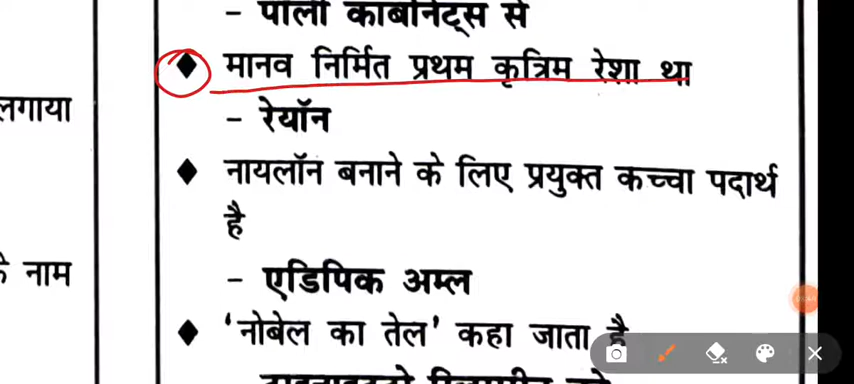 – पॉली कार्बोनेट्स से
♦ मानव निर्मित प्रथम कृत्रिम रेशा था
लगाया
– रेयॉन
♦ नायलॉन बनाने के लिए प्रयुक्त कच्चा पदार्थ
है
के नाम
– एडिपिक अम्ल
♦ 'नोबेल का तेल' कहा जाता है